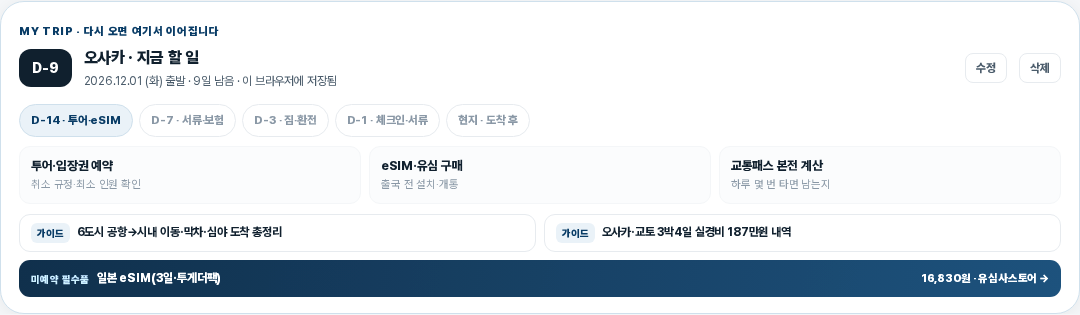 MY TRIP · 다시 오면 여기서 이어집니다
D-9
오사카 · 지금 할 일
2026.12.01 (화) 출발 · 9일 남음 · 이 브라우저에 저장됨
수정
삭제
D-14 · 투어·eSIM
D-7 · 서류·보험
D-3 · 짐·환전
D-1 · 체크인·서류
현지 · 도착 후
투어·입장권 예약
취소 규정·최소 인원 확인
eSIM·유심 구매
출국 전 설치·개통
교통패스 본전 계산
하루 몇 번 타면 남는지
가이드 6도시 공항→시내 이동·막차·심야 도착 총정리
가이드 오사카·교토 3박4일 실경비 187만원 내역
미예약 필수품 일본 eSIM(3일·투게더팩)
16,830원 · 유심사스토어 →